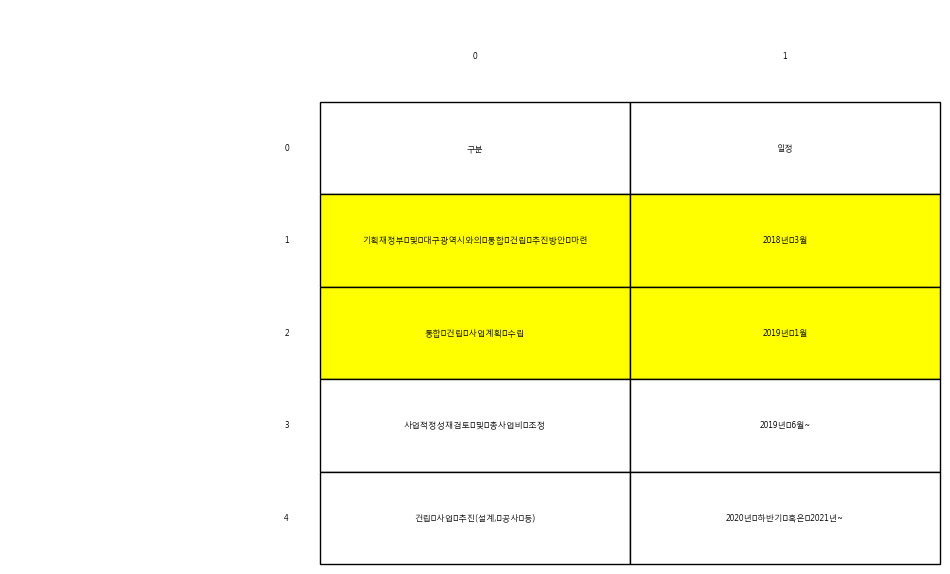 0 1
0 구분 일정
1 기획재정부□및□대구광역시와의□통합□건립□추진방안□마련 2018년□3월
2 통합□건립□사업계획□수립 2019년□1월
3 사업적정성재검토□및□총사업비□조정 2019년□6월~
4 건립□사업□추진(설계,□공사□등) 2020년□하반기□혹은□2021년~